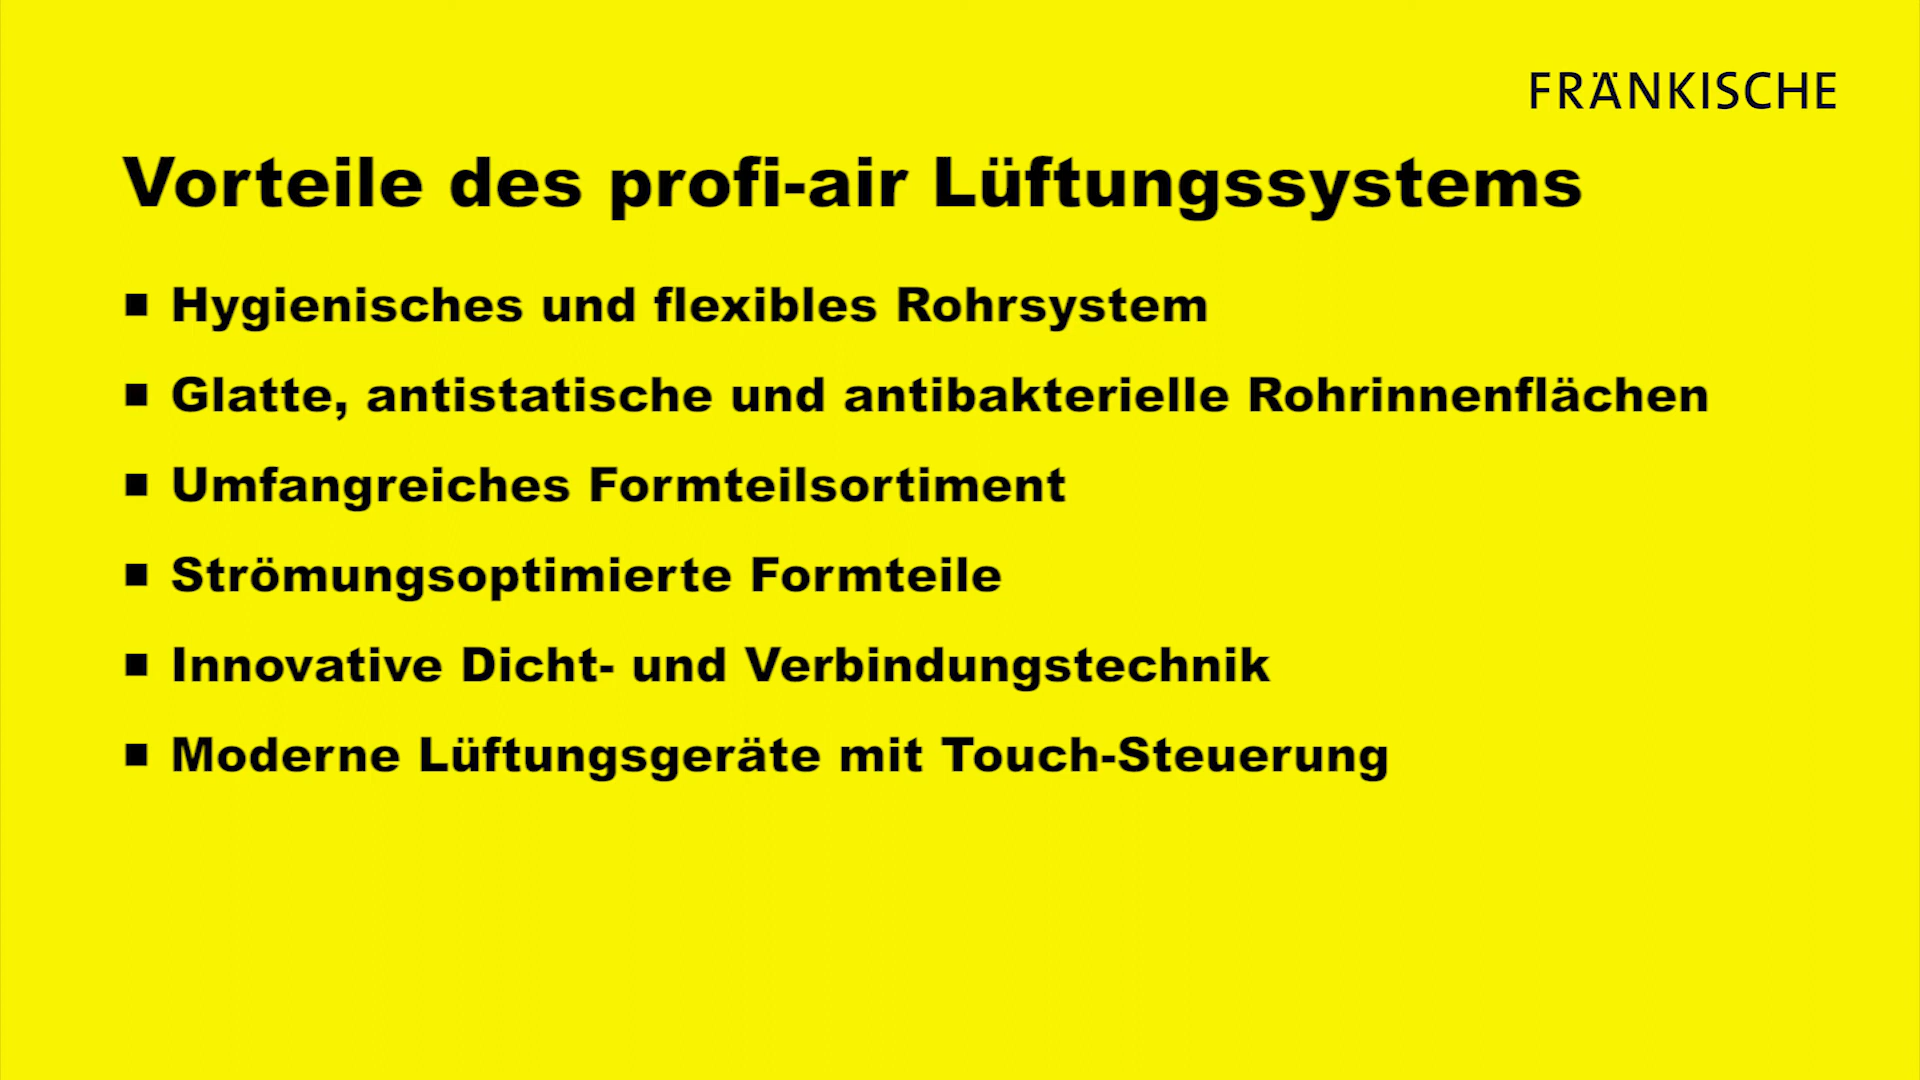 FRÄNKISCHE
Vorteile des profi-air Lüftungssystems
▪ Hygienisches und flexibles Rohrsystem
▪ Glatte, antistatische und antibakterielle Rohrinnenflächen
▪ Umfangreiches Formteilsortiment
▪ Strömungsoptimierte Formteile
▪ Innovative Dicht- und Verbindungstechnik
▪ Moderne Lüftungsgeräte mit Touch-Steuerung